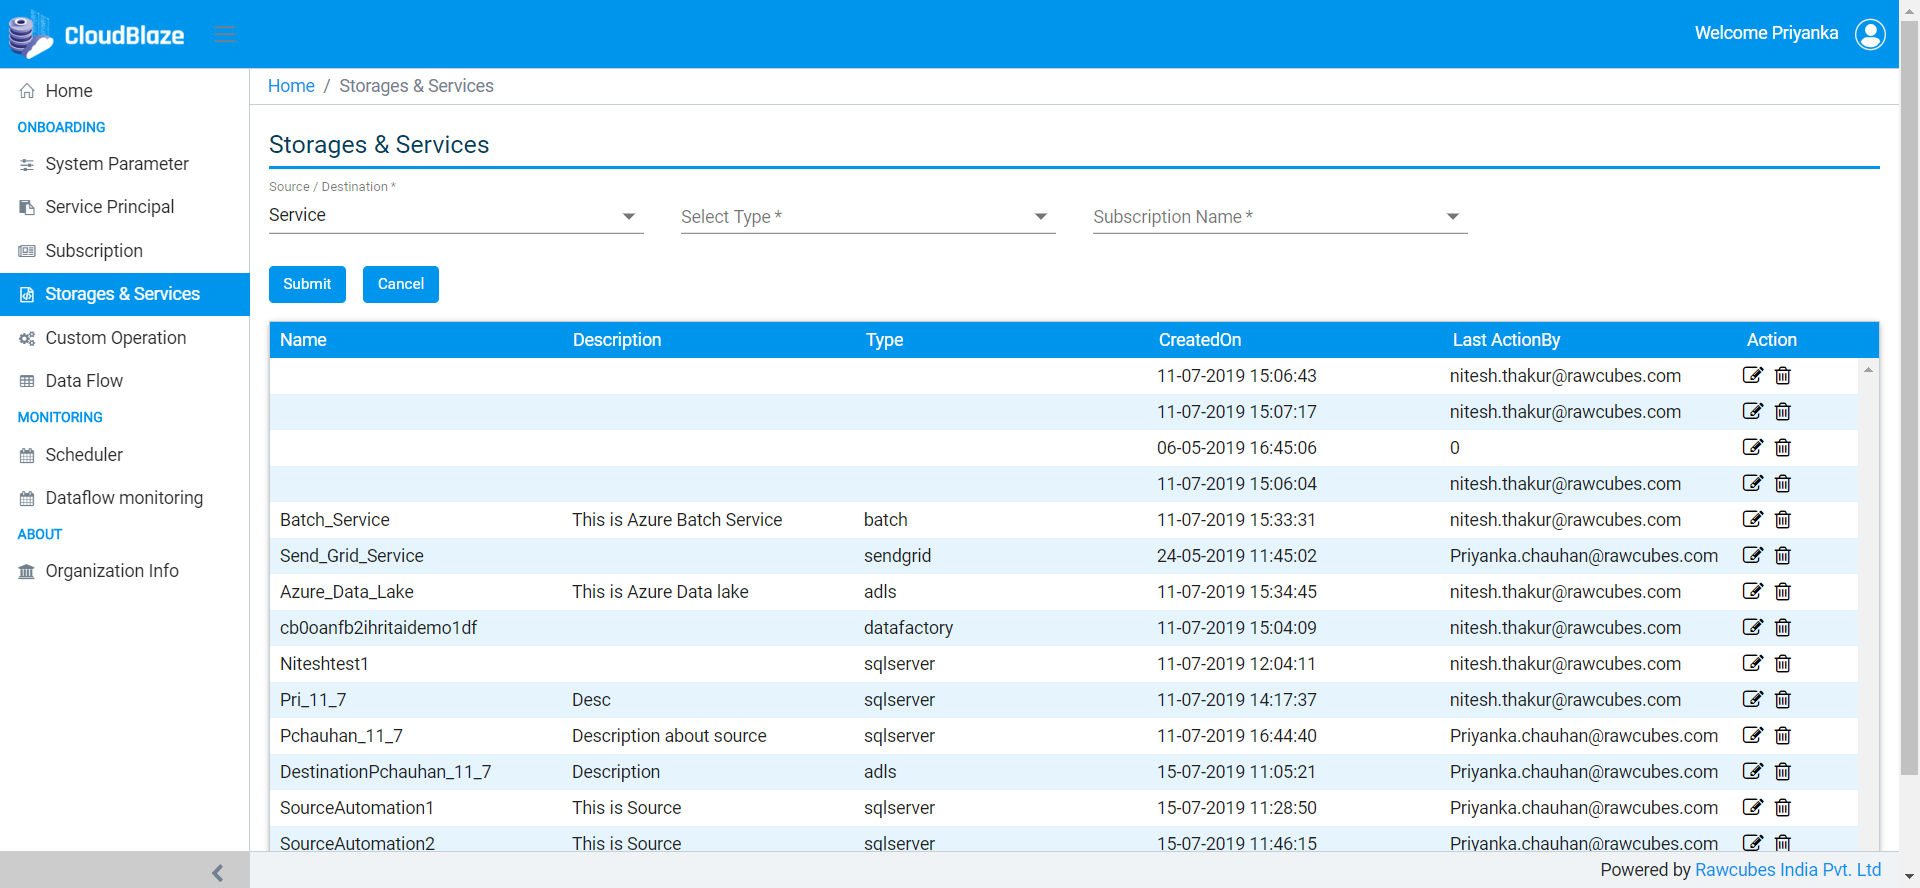 CloudBlaze
Welcome Priyanka
Home
ONBOARDING
System Parameter
Service Principal
Subscription
Storages & Services
Custom Operation
Data Flow
MONITORING
Scheduler
Dataflow monitoring
ABOUT
Organization Info
Home / Storages & Services
Storages & Services
Source / Destination *
Service
Select Type *
Subscription Name *
Submit
Cancel
Name Description Type CreatedOn Last ActionBy Action
11-07-2019 15:06:43 nitesh.thakur@rawcubes.com
11-07-2019 15:07:17 nitesh.thakur@rawcubes.com
06-05-2019 16:45:06 0
11-07-2019 15:06:04 nitesh.thakur@rawcubes.com
Batch_Service This is Azure Batch Service batch 11-07-2019 15:33:31 nitesh.thakur@rawcubes.com
Send_Grid_Service sendgrid 24-05-2019 11:45:02 Priyanka.chauhan@rawcubes.com
Azure_Data_Lake This is Azure Data lake adls 11-07-2019 15:34:45 nitesh.thakur@rawcubes.com
cb0oanfb2ihritaidemo1df datafactory 11-07-2019 15:04:09 nitesh.thakur@rawcubes.com
Niteshtest1 sqlserver 11-07-2019 12:04:11 nitesh.thakur@rawcubes.com
Pri_11_7 Desc sqlserver 11-07-2019 14:17:37 nitesh.thakur@rawcubes.com
Pchauhan_11_7 Description about source sqlserver 11-07-2019 16:44:40 Priyanka.chauhan@rawcubes.com
DestinationPchauhan_11_7 Description adls 15-07-2019 11:05:21 Priyanka.chauhan@rawcubes.com
SourceAutomation1 This is Source sqlserver 15-07-2019 11:28:50 Priyanka.chauhan@rawcubes.com
SourceAutomation2 This is Source sqlserver 15-07-2019 11:46:15 Priyanka.chauhan@rawcubes.com
Powered by Rawcubes India Pvt. Ltd